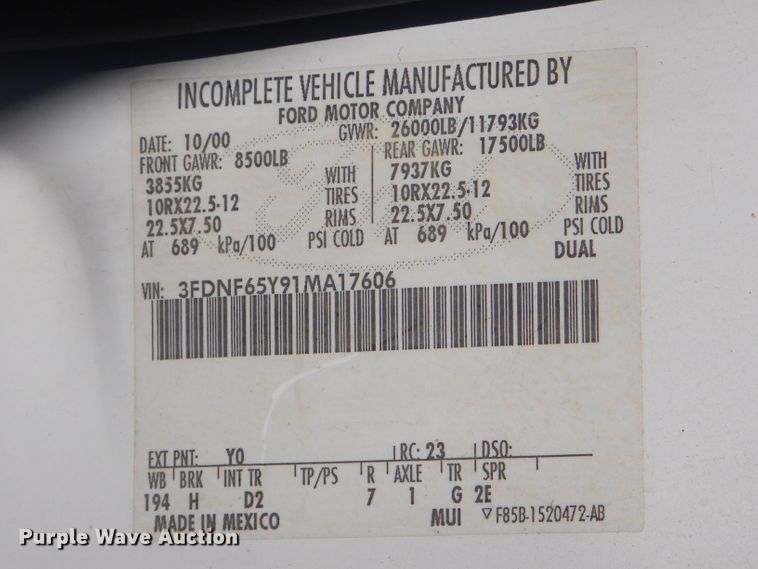 INCOMPLETE VEHICLE MANUFACTURED BY
FORD MOTOR COMPANY
DATE: 10/00 GVWR: 26000LB/11793KG
FRONT GAWR: 8500LB REAR GAWR: 17500LB
3855KG WITH 7937KG WITH
10RX22.5-12 TIRES 10RX22.5-12 TIRES
22.5X7.50 RIMS 22.5X7.50 RIMS
AT 689 kPa/100 PSI COLD AT 689 kPa/100 PSI COLD
DUAL
VIN: 3FDNF65Y91MA17606
EXT PNT: YO RC: 23 DSO:
WB BRK INT TR TP/PS R AXLE TR SPR
194 H D2 7 1 G 2E
MADE IN MEXICO MUI ▽F85B-1520472-AB
Purple Wave Auction